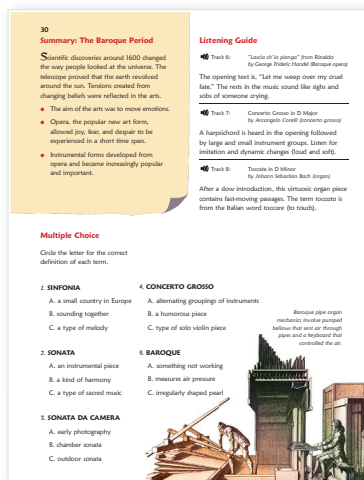 30
Summary: The Baroque Period
Scientific discoveries around 1600 changed
the way people looked at the universe. The
telescope proved that the earth revolved
around the sun. Tensions created from
changing beliefs were reflected in the arts.
• The aim of the arts was to move emotions.
• Opera, the popular new art form,
allowed joy, fear, and despair to be
experienced in a short time span.
• Instrumental forms developed from
opera and became increasingly popular
and important.
Listening Guide
Track 6: "Lascia ch'io pianga" from Rinaldo
by George Frideric Handel (Baroque opera)
The opening text is, "Let me weep over my cruel
fate." The rests in the music sound like sighs and
sobs of someone crying.
Track 7: Concerto Grosso in D Major
by Arcangelo Corelli (concerto grosso)
A harpsichord is heard in the opening followed
by large and small instrument groups. Listen for
imitation and dynamic changes (loud and soft).
Track 8: Toccata in D Minor
by Johann Sebastian Bach (organ)
After a slow introduction, this virtuosic organ piece
contains fast-moving passages. The term toccata is
from the Italian word toccare (to touch).
Multiple Choice
Circle the letter for the correct
definition of each term.
1. SINFONIA
A. a small country in Europe
B. sounding together
C. a type of melody
2. SONATA
A. an instrumental piece
B. a kind of harmony
C. a type of sacred music
3. SONATA DA CAMERA
A. early photography
B. chamber sonata
C. outdoor sonata
4. CONCERTO GROSSO
A. alternating groupings of instruments
B. a humorous piece
C. type of solo violin piece
5. BAROQUE
A. something not working
B. measures air pressure
C. irregularly shaped pearl
Baroque pipe organ
mechanics involve pumped
bellows that sent air through
pipes and a keyboard that
controlled the air.